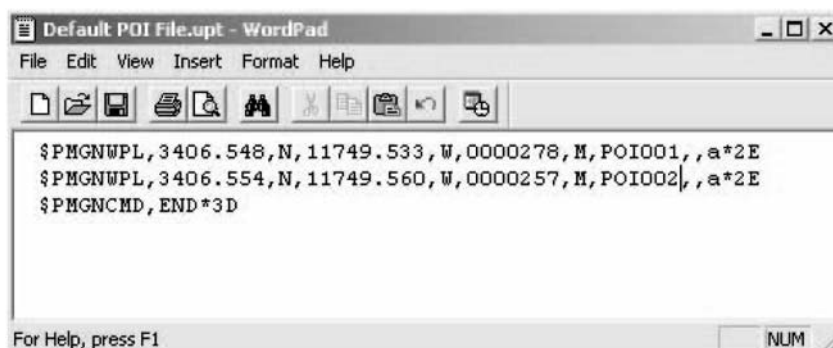 Default POI File.upt - WordPad
File Edit View Insert Format Help
$PMGNWPL,3406.548,N,11749.533,W,0000278,M,POI001,,a*2E
$PMGNWPL,3406.554,N,11749.560,W,0000257,M,POI002,,a*2E
$PMGNCMD,END*3D
For Help, press F1
NUM